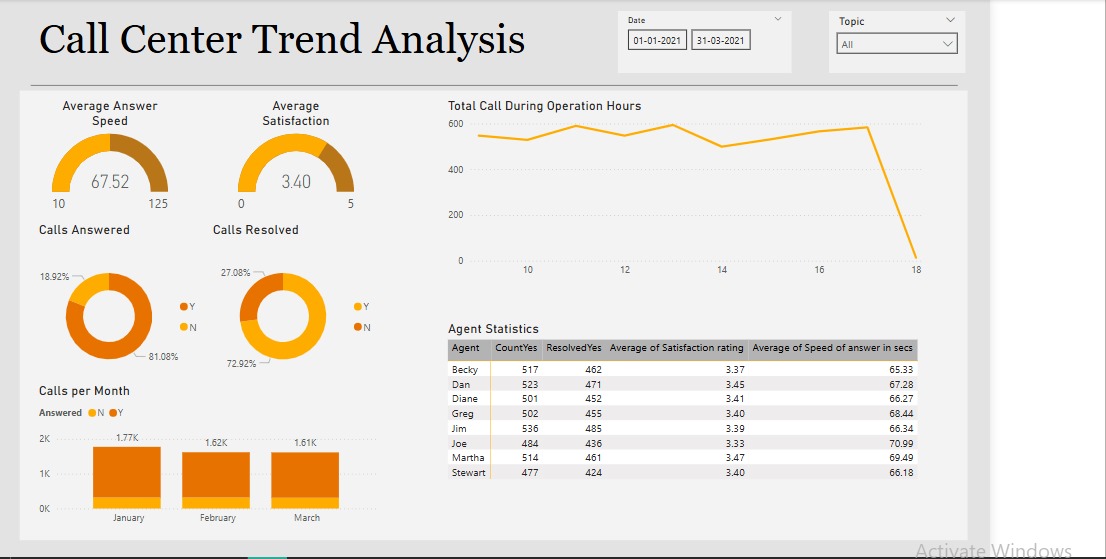 Call Center Trend Analysis
Date
01-01-2021 31-03-2021
Topic
All
Average Answer
Speed
67.52
10 125
Average
Satisfaction
3.40
0 5
Total Call During Operation Hours
600
400
200
0
10 12 14 16 18
Calls Answered
18.92%
81.08%
Y
N
Calls Resolved
27.08%
72.92%
Y
N
Calls per Month
Answered N Y
2K
1K
0K
1.77K 1.62K 1.61K
January February March
Agent Statistics
Agent CountYes ResolvedYes Average of Satisfaction rating Average of Speed of answer in secs
Becky 517 462 3.37 65.33
Dan 523 471 3.45 67.28
Diane 501 452 3.41 66.27
Greg 502 455 3.40 68.44
Jim 536 485 3.39 66.34
Joe 484 436 3.33 70.99
Martha 514 461 3.47 69.49
Stewart 477 424 3.40 66.18
Activate Windows